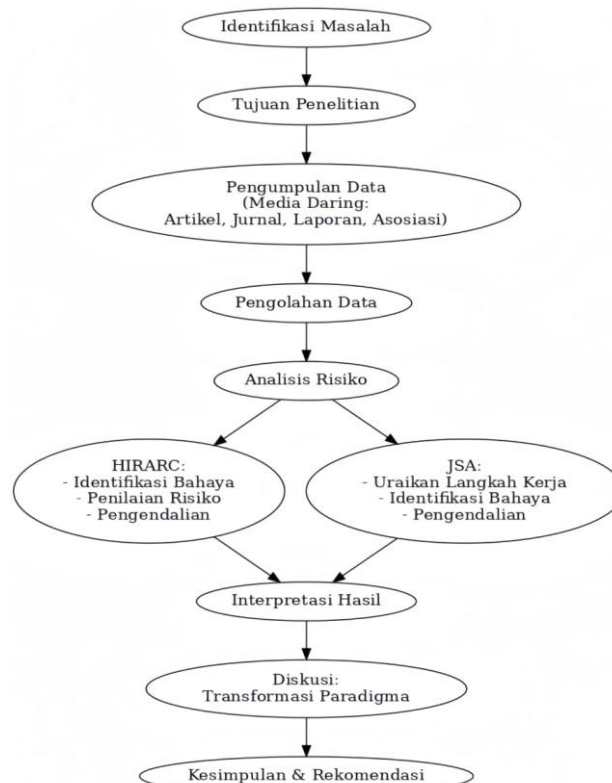 Identifikasi Masalah
Tujuan Penelitian
Pengumpulan Data
(Media Daring:
Artikel, Jurnal, Laporan, Asosiasi)
Pengolahan Data
Analisis Risiko
HIRARC:
- Identifikasi Bahaya
- Penilaian Risiko
- Pengendalian
JSA:
- Uraikan Langkah Kerja
- Identifikasi Bahaya
- Pengendalian
Interpretasi Hasil
Diskusi:
Transformasi Paradigma
Kesimpulan & Rekomendasi